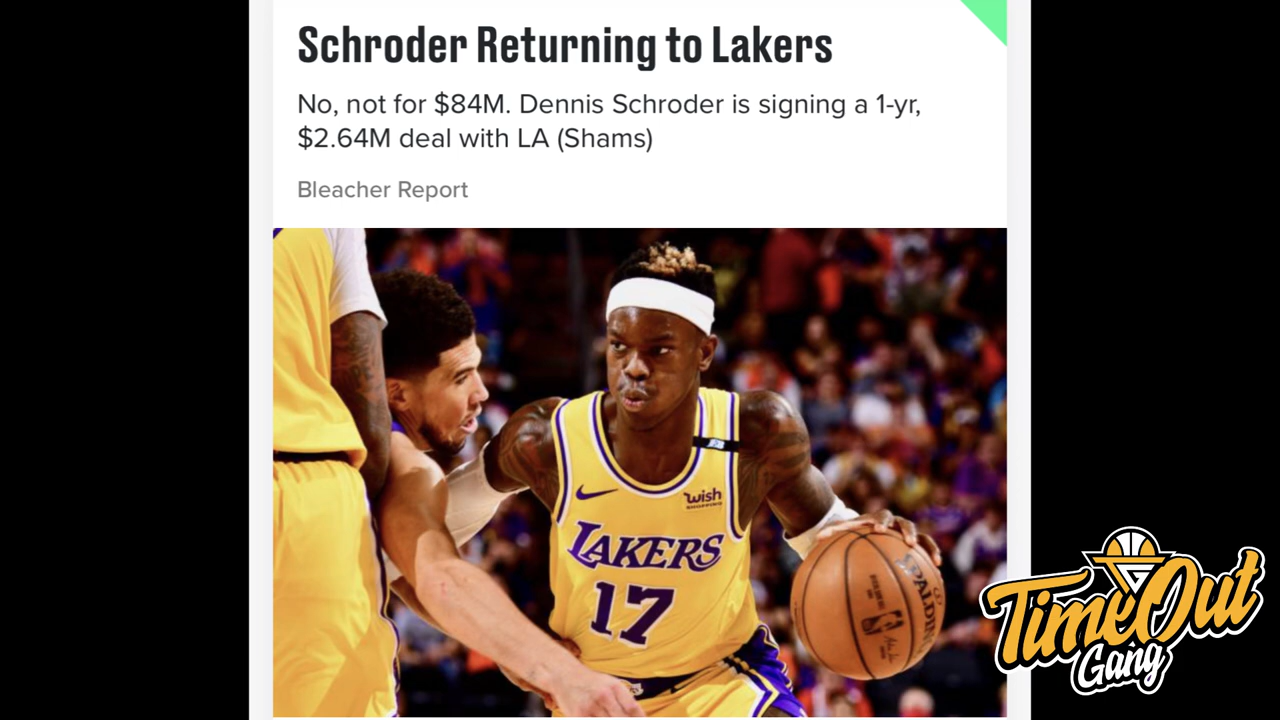 Schroder Returning to Lakers
No, not for $84M. Dennis Schroder is signing a 1-yr,
$2.64M deal with LA (Shams)
Bleacher Report
wish
LAKERS
17
SPALDING
TimeOut
Gang